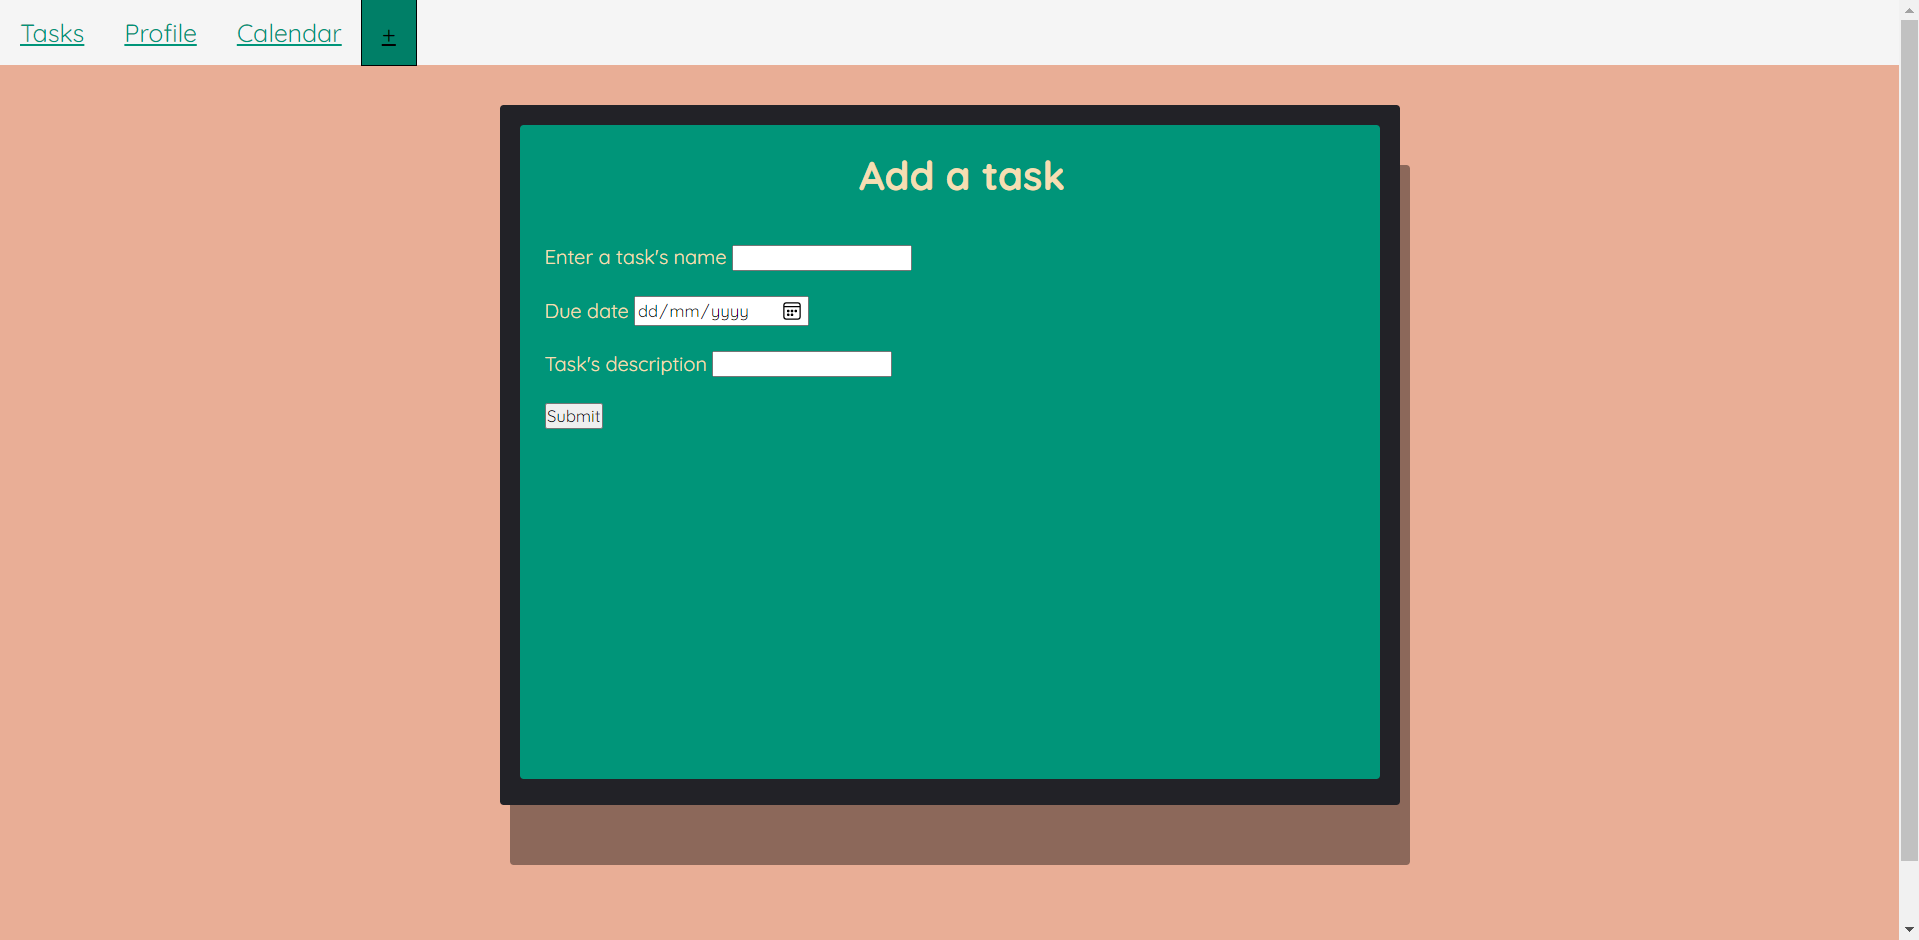 Tasks Profile Calendar +
Add a task
Enter a task's name
Due date dd/mm/yyyy
Task's description
Submit